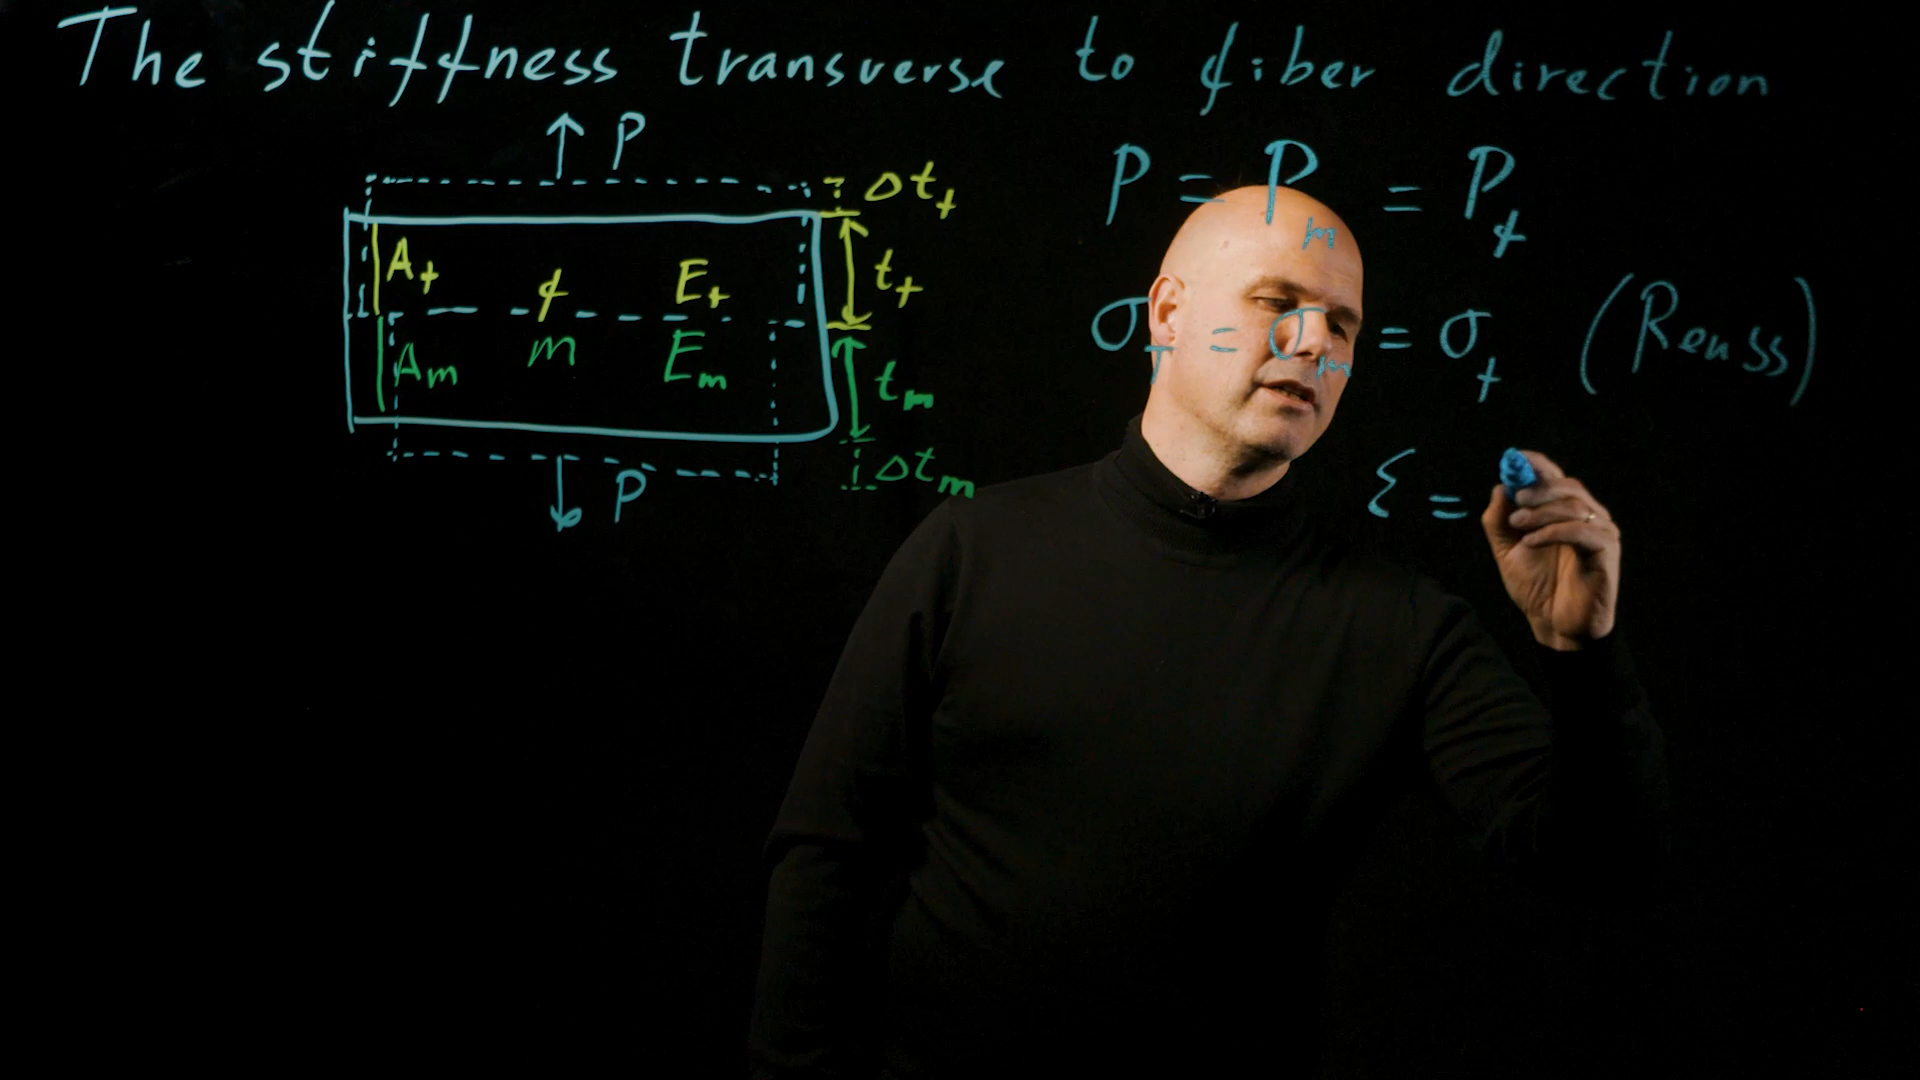 The stiffness transverse to fiber direction
P
Δt_f
A_f f E_f t_f
A_m m E_m t_m
P Δt_m
P = P_m = P_f
σ_T = σ_m = σ_f (Reuss)
ε =